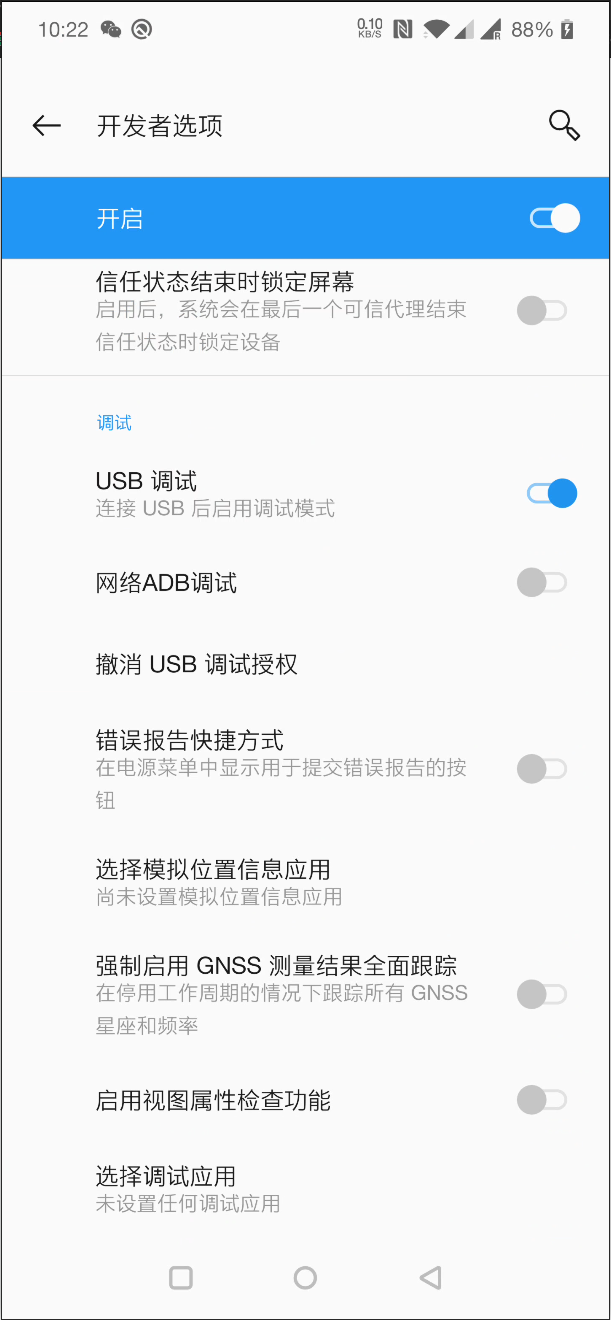 10:22 0.10 KB/S R 88%
开发者选项
开启
信任状态结束时锁定屏幕
启用后，系统会在最后一个可信代理结束
信任状态时锁定设备
调试
USB 调试
连接 USB 后启用调试模式
网络ADB调试
撤消 USB 调试授权
错误报告快捷方式
在电源菜单中显示用于提交错误报告的按
钮
选择模拟位置信息应用
尚未设置模拟位置信息应用
强制启用 GNSS 测量结果全面跟踪
在停用工作周期的情况下跟踪所有 GNSS
星座和频率
启用视图属性检查功能
选择调试应用
未设置任何调试应用